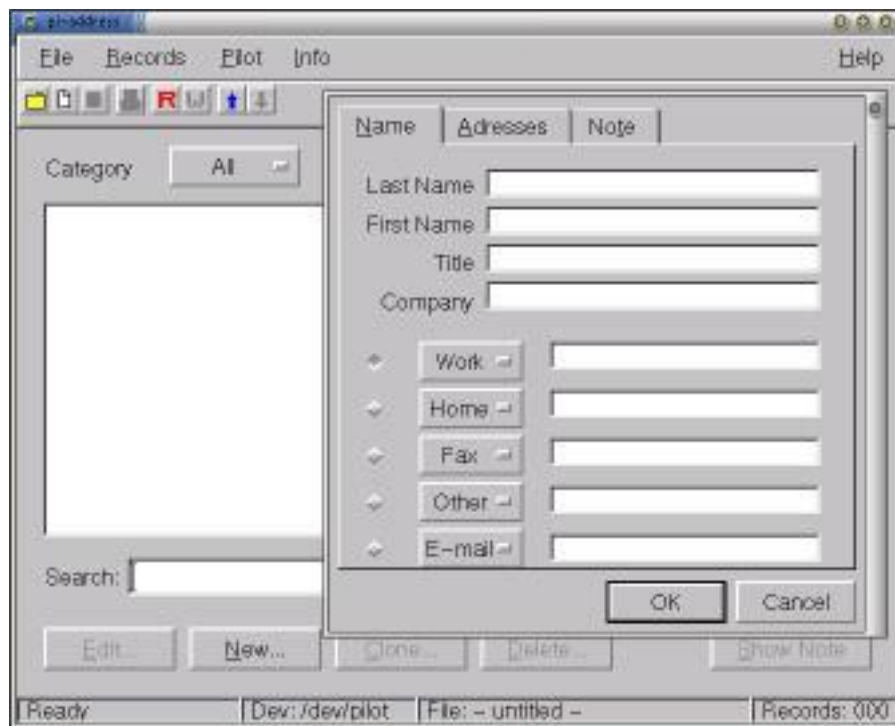 pi-address
File Records Pilot Info Help
R
Name Adresses Note
Category All
Last Name
First Name
Title
Company
Work
Home
Fax
Other
E-mail
Search:
OK Cancel
Edit... New... Clone... Delete... Show Note
Ready Dev: /dev/pilot File: - untitled - Records: 000